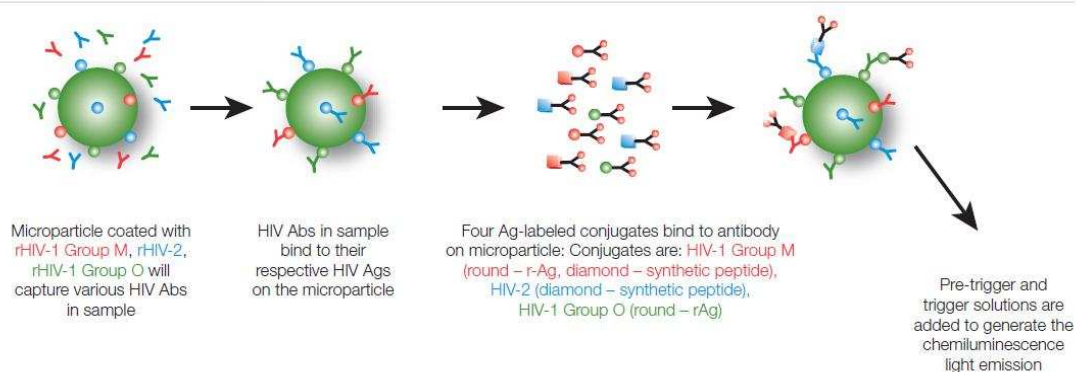 Microparticle coated with
rHIV-1 Group M, rHIV-2,
rHIV-1 Group O will
capture various HIV Abs
in sample
HIV Abs in sample
bind to their
respective HIV Ags
on the microparticle
Four Ag-labeled conjugates bind to antibody
on microparticle: Conjugates are: HIV-1 Group M
(round – r-Ag, diamond – synthetic peptide),
HIV-2 (diamond – synthetic peptide),
HIV-1 Group O (round – rAg)
Pre-trigger and
trigger solutions are
added to generate the
chemiluminescence
light emission